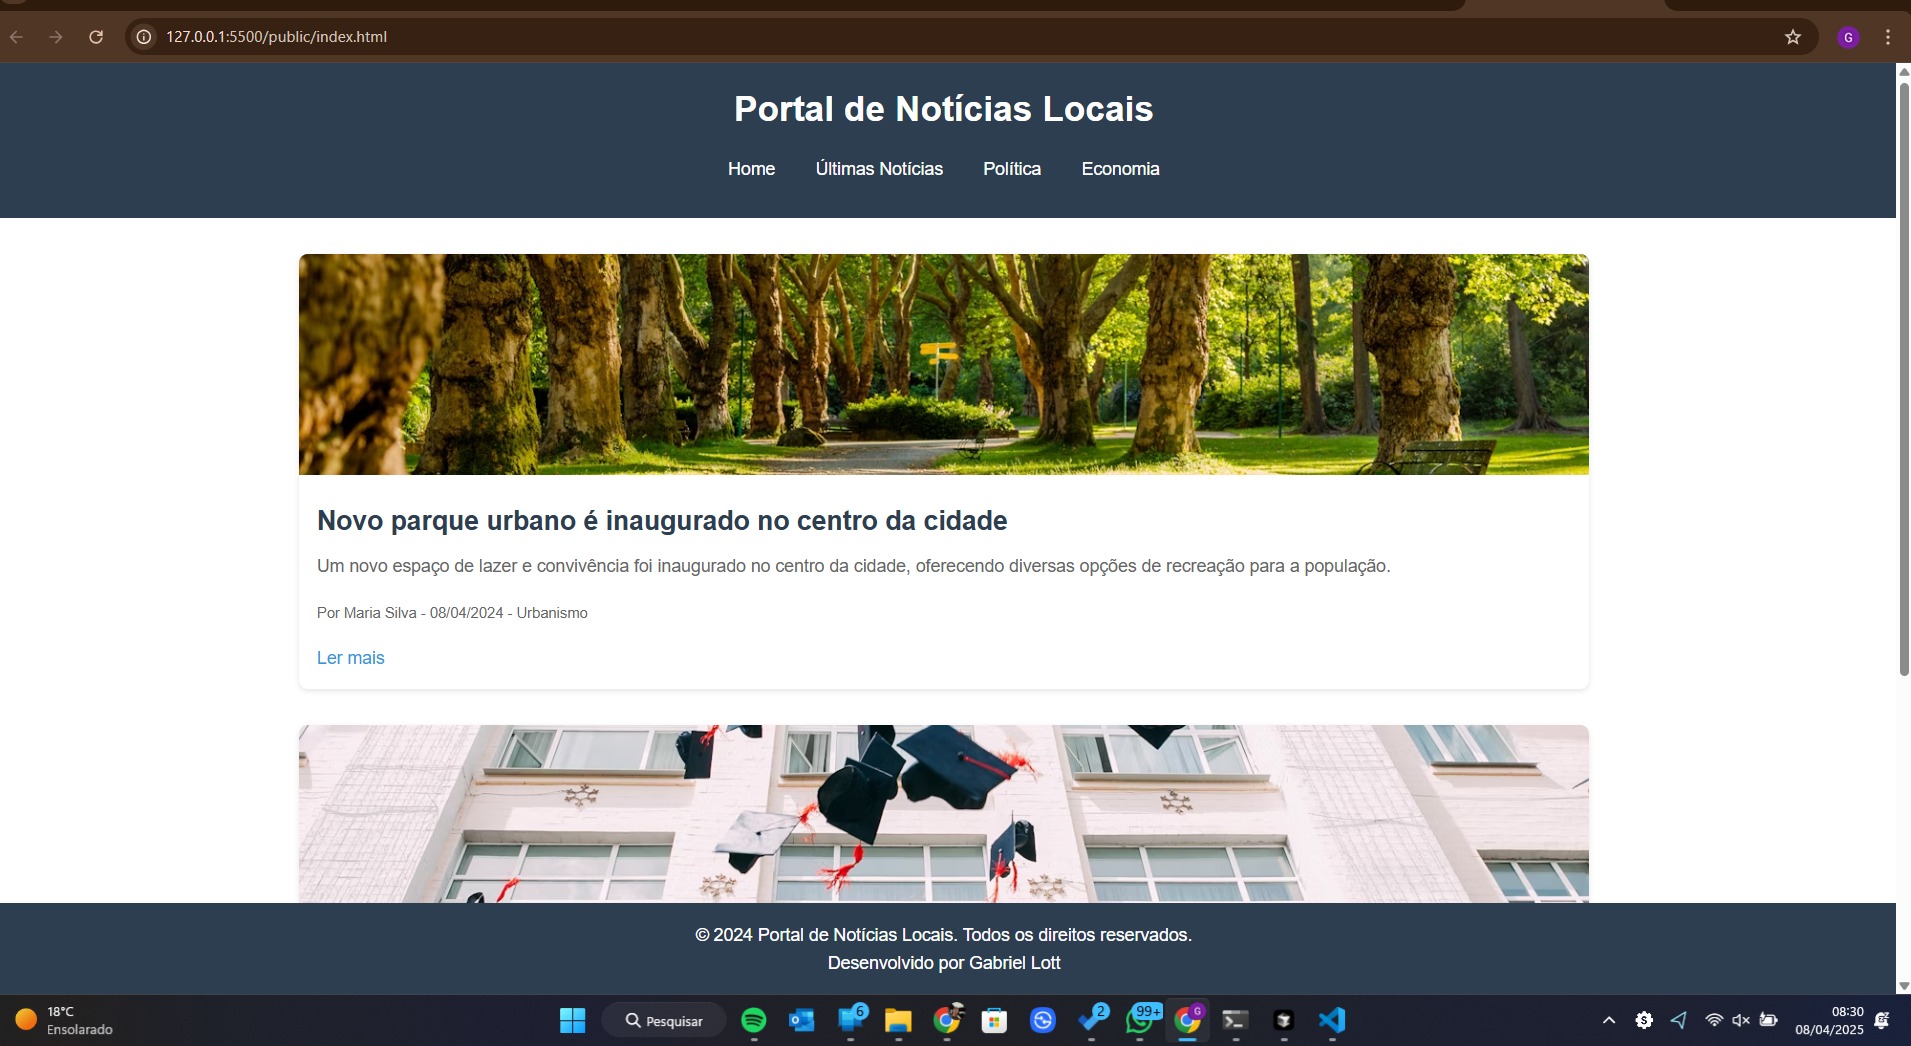 127.0.0.1:5500/public/index.html
G
Portal de Notícias Locais
Home Últimas Notícias Política Economia
Novo parque urbano é inaugurado no centro da cidade
Um novo espaço de lazer e convivência foi inaugurado no centro da cidade, oferecendo diversas opções de recreação para a população.
Por Maria Silva - 08/04/2024 - Urbanismo
Ler mais
© 2024 Portal de Notícias Locais. Todos os direitos reservados.
Desenvolvido por Gabriel Lott
18°C
Ensolarado
Pesquisar
6
2
99+
G
08:30
08/04/2025